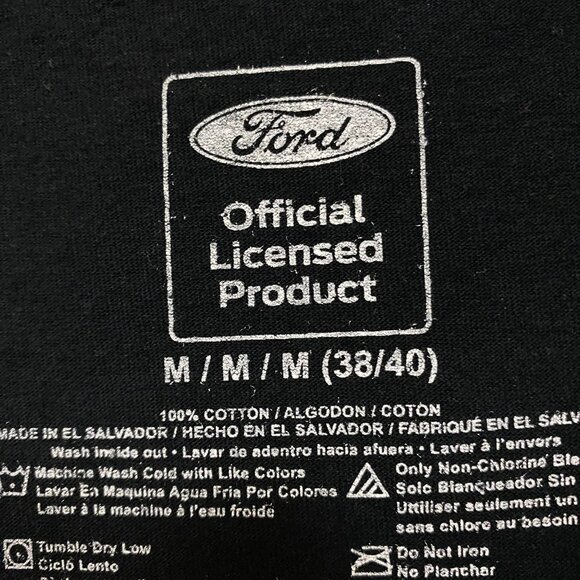 Ford
Official
Licensed
Product
M / M / M (38/40)
100% COTTON / ALGODON / COTON
MADE IN EL SALVADOR / HECHO EN EL SALVADOR / FABRIQUÉ EN EL SALV
Wash inside out • Lavar de adentro hacia afuera • Laver à l'envers
Machine Wash Cold with Like Colors
Lavar En Maquina Agua Fria Por Colores
Laver à la machine à l'eau froide
Only Non-Chlorine Ble
Solo Blanqueador Sin
Utiliser seulement un
sans chlore au besoin
Tumble Dry Low
Ciclo Lento
Do Not Iron
No Planchar